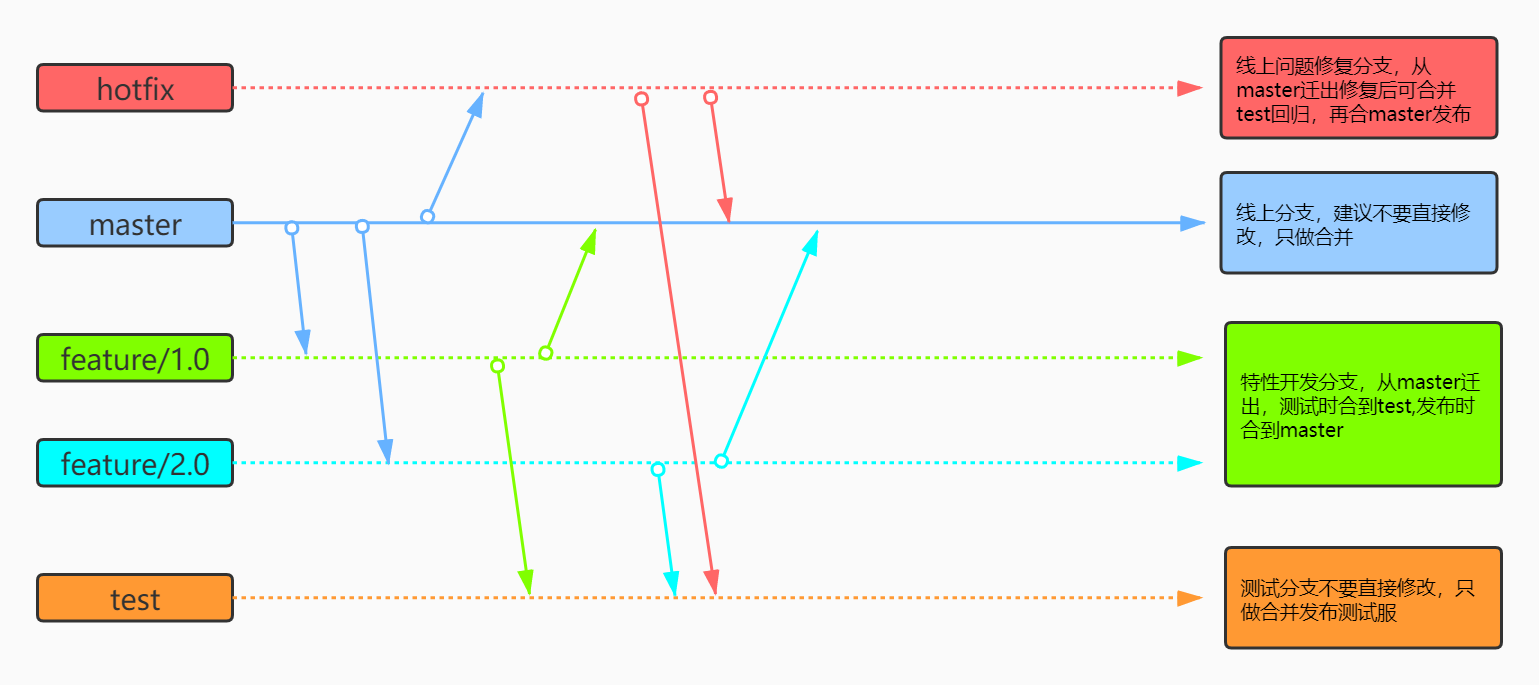 hotfix
线上问题修复分支，从
master迁出修复后可合并
test回归，再合master发布
master
线上分支，建议不要直接修
改，只做合并
feature/1.0
特性开发分支，从master迁
出，测试时合到test,发布时
合到master
feature/2.0
test
测试分支不要直接修改，只
做合并发布测试服